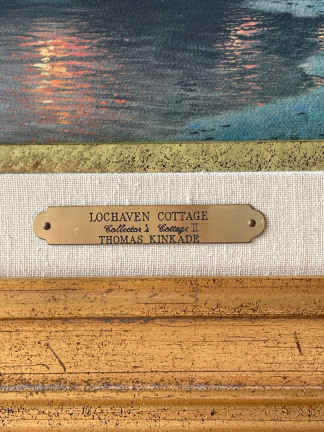 LOCHAVEN COTTAGE
Collector's Cottage II
THOMAS KINKADE